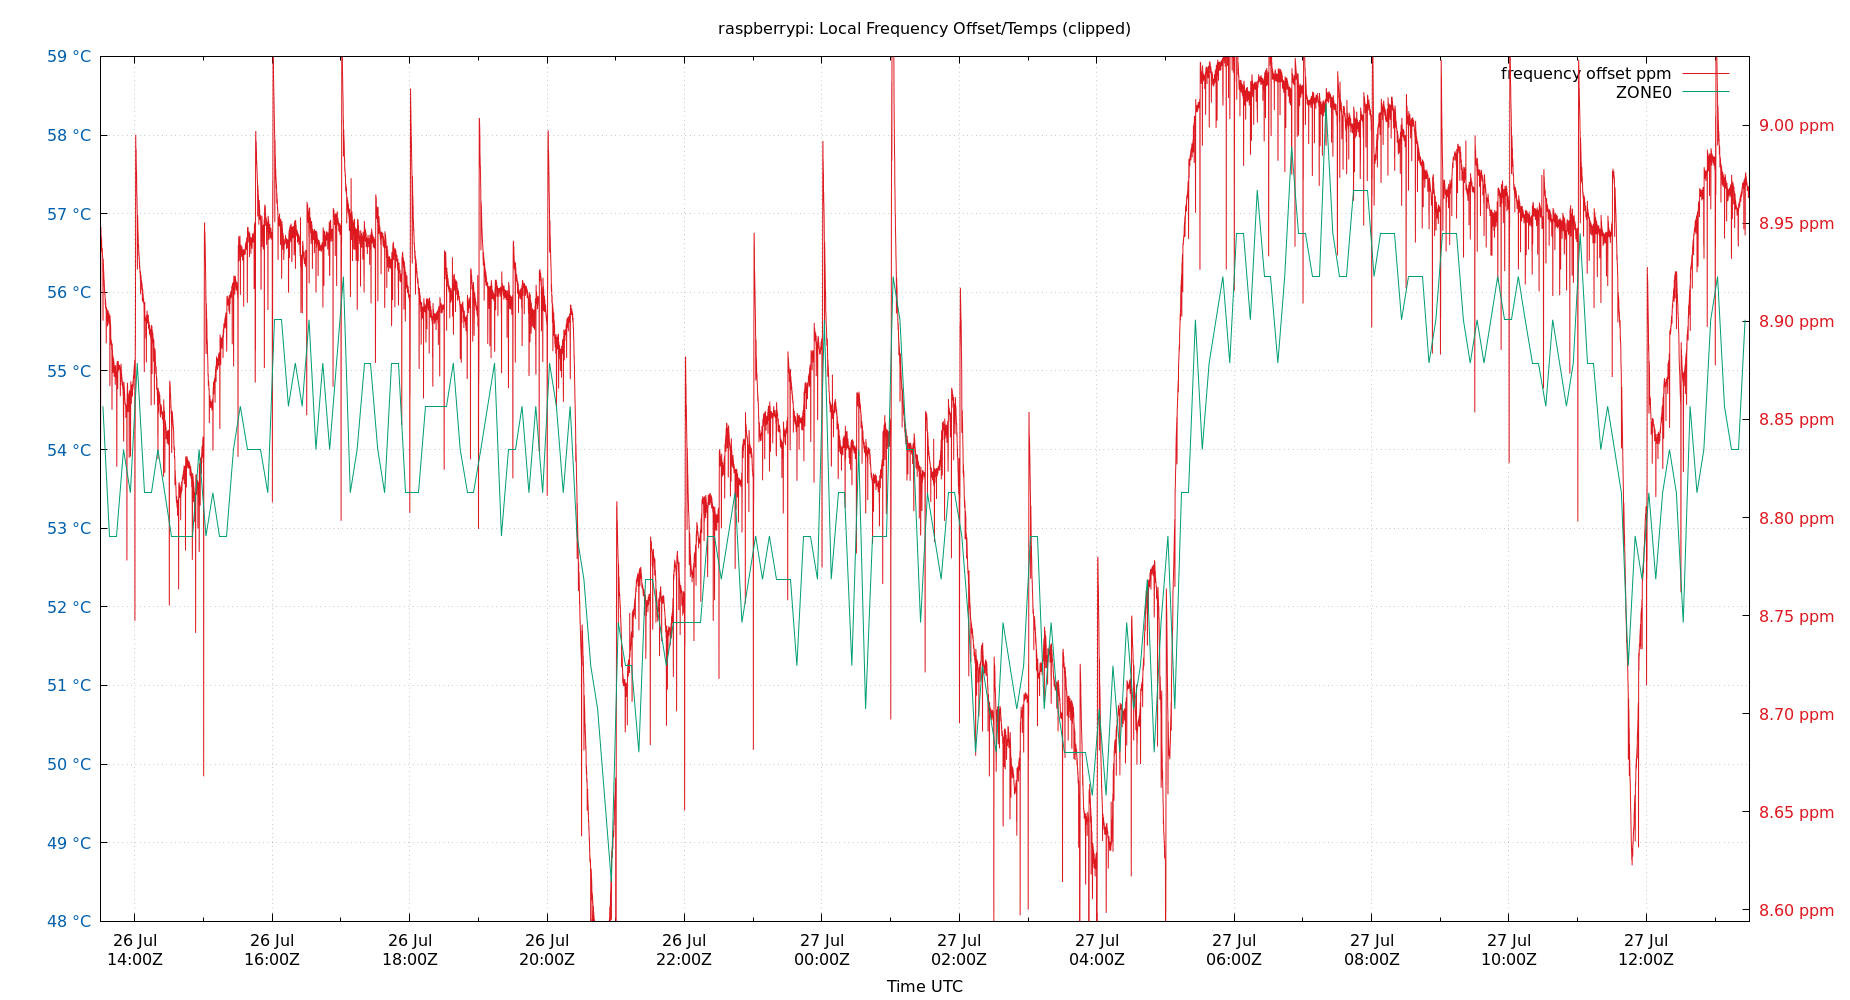 raspberrypi: Local Frequency Offset/Temps (clipped)
59 °C
58 °C
57 °C
56 °C
55 °C
54 °C
53 °C
52 °C
51 °C
50 °C
49 °C
48 °C
frequency offset ppm
ZONE0
9.00 ppm
8.95 ppm
8.90 ppm
8.85 ppm
8.80 ppm
8.75 ppm
8.70 ppm
8.65 ppm
8.60 ppm
26 Jul 26 Jul 26 Jul 26 Jul 26 Jul 27 Jul 27 Jul 27 Jul 27 Jul 27 Jul 27 Jul 27 Jul
14:00Z 16:00Z 18:00Z 20:00Z 22:00Z 00:00Z 02:00Z 04:00Z 06:00Z 08:00Z 10:00Z 12:00Z
Time UTC